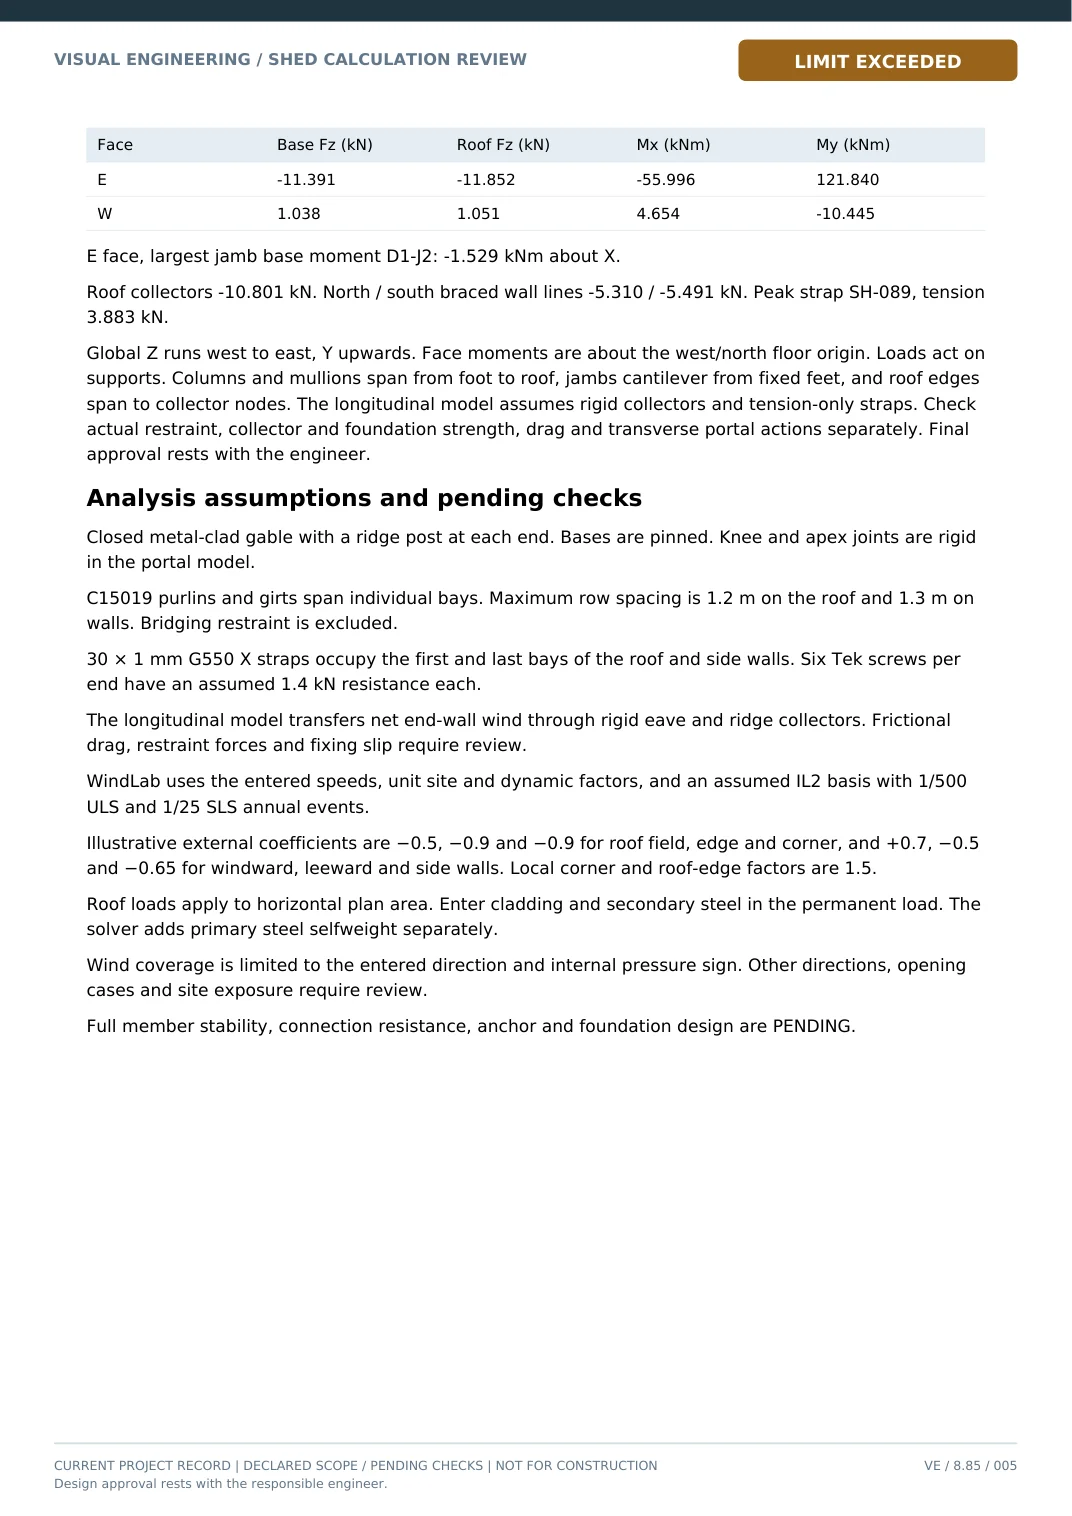 VISUAL ENGINEERING / SHED CALCULATION REVIEW
LIMIT EXCEEDED
Face Base Fz (kN) Roof Fz (kN) Mx (kNm) My (kNm)
E -11.391 -11.852 -55.996 121.840
W 1.038 1.051 4.654 -10.445
E face, largest jamb base moment D1-J2: -1.529 kNm about X.
Roof collectors -10.801 kN. North / south braced wall lines -5.310 / -5.491 kN. Peak strap SH-089, tension
3.883 kN.
Global Z runs west to east, Y upwards. Face moments are about the west/north floor origin. Loads act on
supports. Columns and mullions span from foot to roof, jambs cantilever from fixed feet, and roof edges
span to collector nodes. The longitudinal model assumes rigid collectors and tension-only straps. Check
actual restraint, collector and foundation strength, drag and transverse portal actions separately. Final
approval rests with the engineer.
Analysis assumptions and pending checks
Closed metal-clad gable with a ridge post at each end. Bases are pinned. Knee and apex joints are rigid
in the portal model.
C15019 purlins and girts span individual bays. Maximum row spacing is 1.2 m on the roof and 1.3 m on
walls. Bridging restraint is excluded.
30 × 1 mm G550 X straps occupy the first and last bays of the roof and side walls. Six Tek screws per
end have an assumed 1.4 kN resistance each.
The longitudinal model transfers net end-wall wind through rigid eave and ridge collectors. Frictional
drag, restraint forces and fixing slip require review.
WindLab uses the entered speeds, unit site and dynamic factors, and an assumed IL2 basis with 1/500
ULS and 1/25 SLS annual events.
Illustrative external coefficients are −0.5, −0.9 and −0.9 for roof field, edge and corner, and +0.7, −0.5
and −0.65 for windward, leeward and side walls. Local corner and roof-edge factors are 1.5.
Roof loads apply to horizontal plan area. Enter cladding and secondary steel in the permanent load. The
solver adds primary steel selfweight separately.
Wind coverage is limited to the entered direction and internal pressure sign. Other directions, opening
cases and site exposure require review.
Full member stability, connection resistance, anchor and foundation design are PENDING.
CURRENT PROJECT RECORD | DECLARED SCOPE / PENDING CHECKS | NOT FOR CONSTRUCTION
VE / 8.85 / 005
Design approval rests with the responsible engineer.